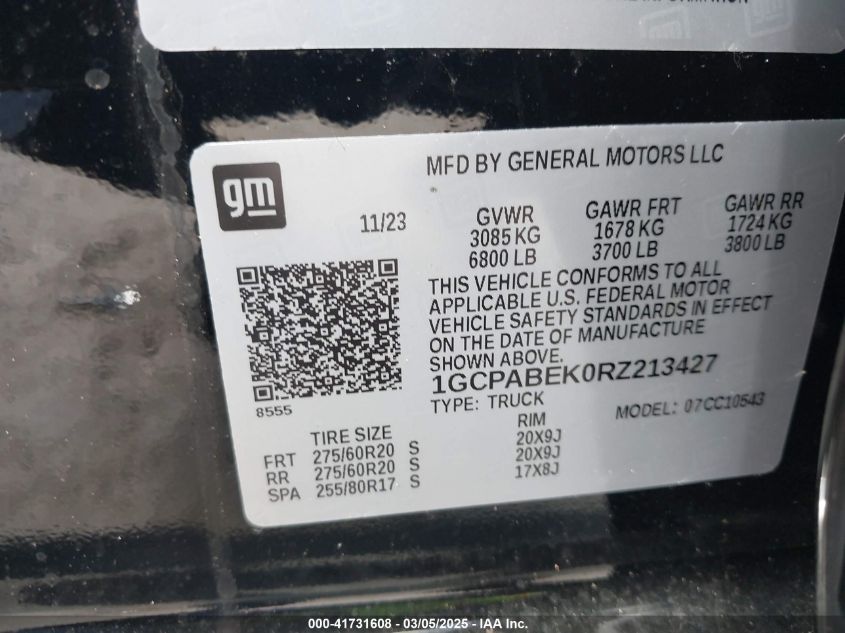 gm
gm
MFD BY GENERAL MOTORS LLC
11/23
GVWR
3085 KG
6800 LB
GAWR FRT
1678 KG
3700 LB
GAWR RR
1724 KG
3800 LB
THIS VEHICLE CONFORMS TO ALL
APPLICABLE U.S. FEDERAL MOTOR
VEHICLE SAFETY STANDARDS IN EFFECT
ON THE DATE OF MANUFACTURE
SHOWN ABOVE.
1GCPABEK0RZ213427
TYPE: TRUCK
MODEL: 07CC10543
8555
TIRE SIZE RIM
FRT 275/60R20 S 20X9J
RR 275/60R20 S 20X9J
SPA 255/80R17 S 17X8J
000-41731608 - 03/05/2025 - IAA Inc.